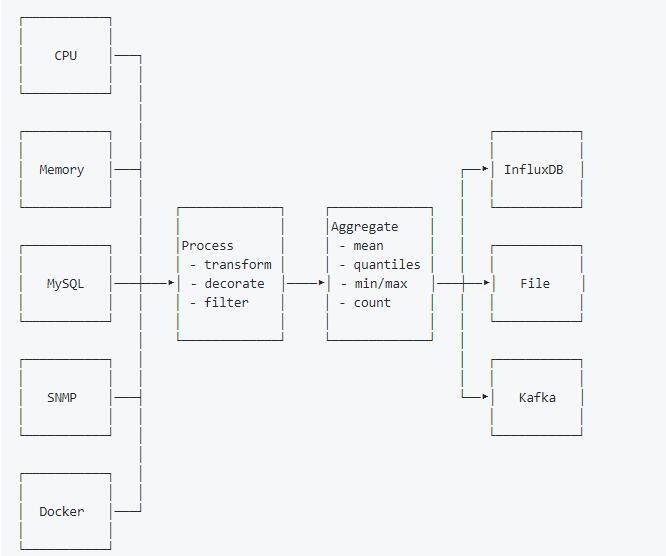 CPU
Memory
MySQL
SNMP
Docker
Process
- transform
- decorate
- filter
Aggregate
- mean
- quantiles
- min/max
- count
InfluxDB
File
Kafka